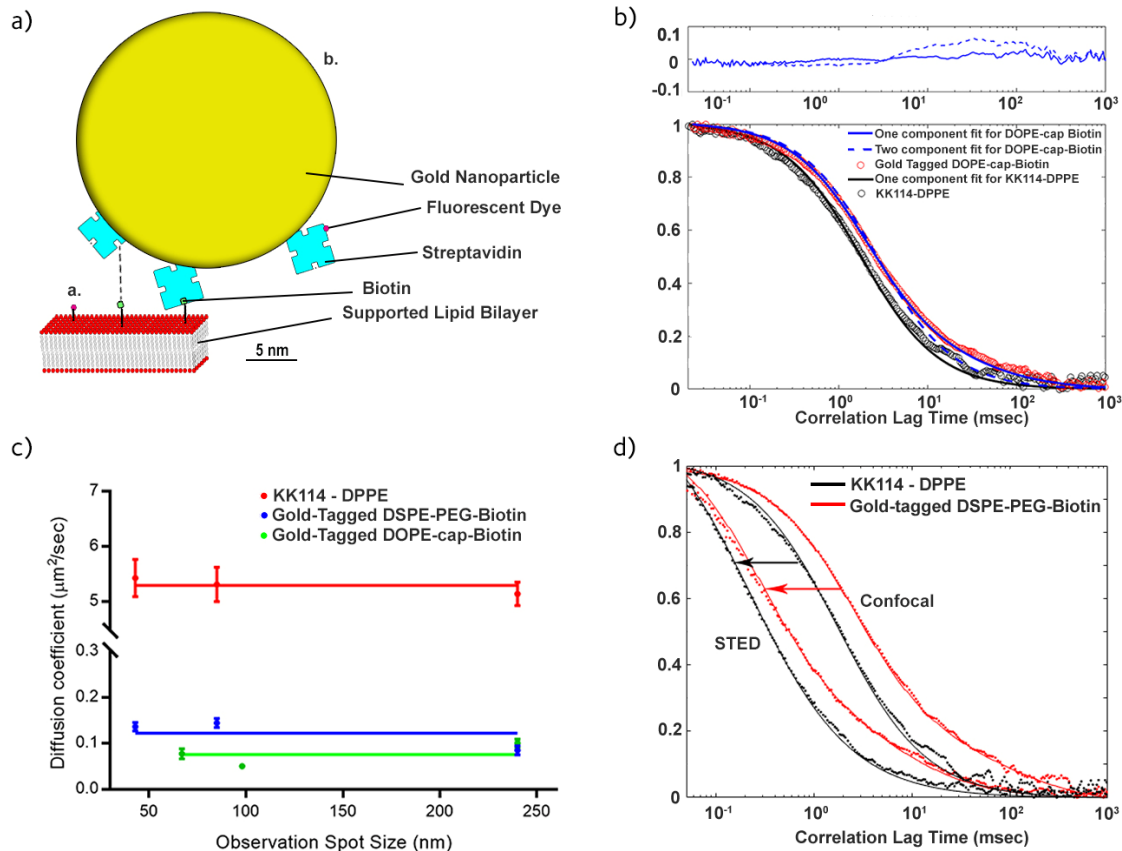 a)
b.
Gold Nanoparticle
Fluorescent Dye
Streptavidin
Biotin
Supported Lipid Bilayer
a.
5 nm
b)
0.1
0
-0.1
10⁻¹ 10⁰ 10¹ 10² 10³
One component fit for DOPE-cap Biotin
Two component fit for DOPE-cap-Biotin
Gold Tagged DOPE-cap-Biotin
One component fit for KK114-DPPE
KK114-DPPE
1
0.8
0.6
0.4
0.2
0
10⁻¹ 10⁰ 10¹ 10² 10³
Correlation Lag Time (msec)
c)
KK114 - DPPE
Gold-Tagged DSPE-PEG-Biotin
Gold-Tagged DOPE-cap-Biotin
Diffusion coefficient (µm²/sec)
7
6
5
0.3
0.2
0.1
0.0
50 100 150 200 250
Observation Spot Size (nm)
d)
KK114 - DPPE
Gold-tagged DSPE-PEG-Biotin
Confocal
STED
1
0.8
0.6
0.4
0.2
0
10⁻¹ 10⁰ 10¹ 10² 10³
Correlation Lag Time (msec)